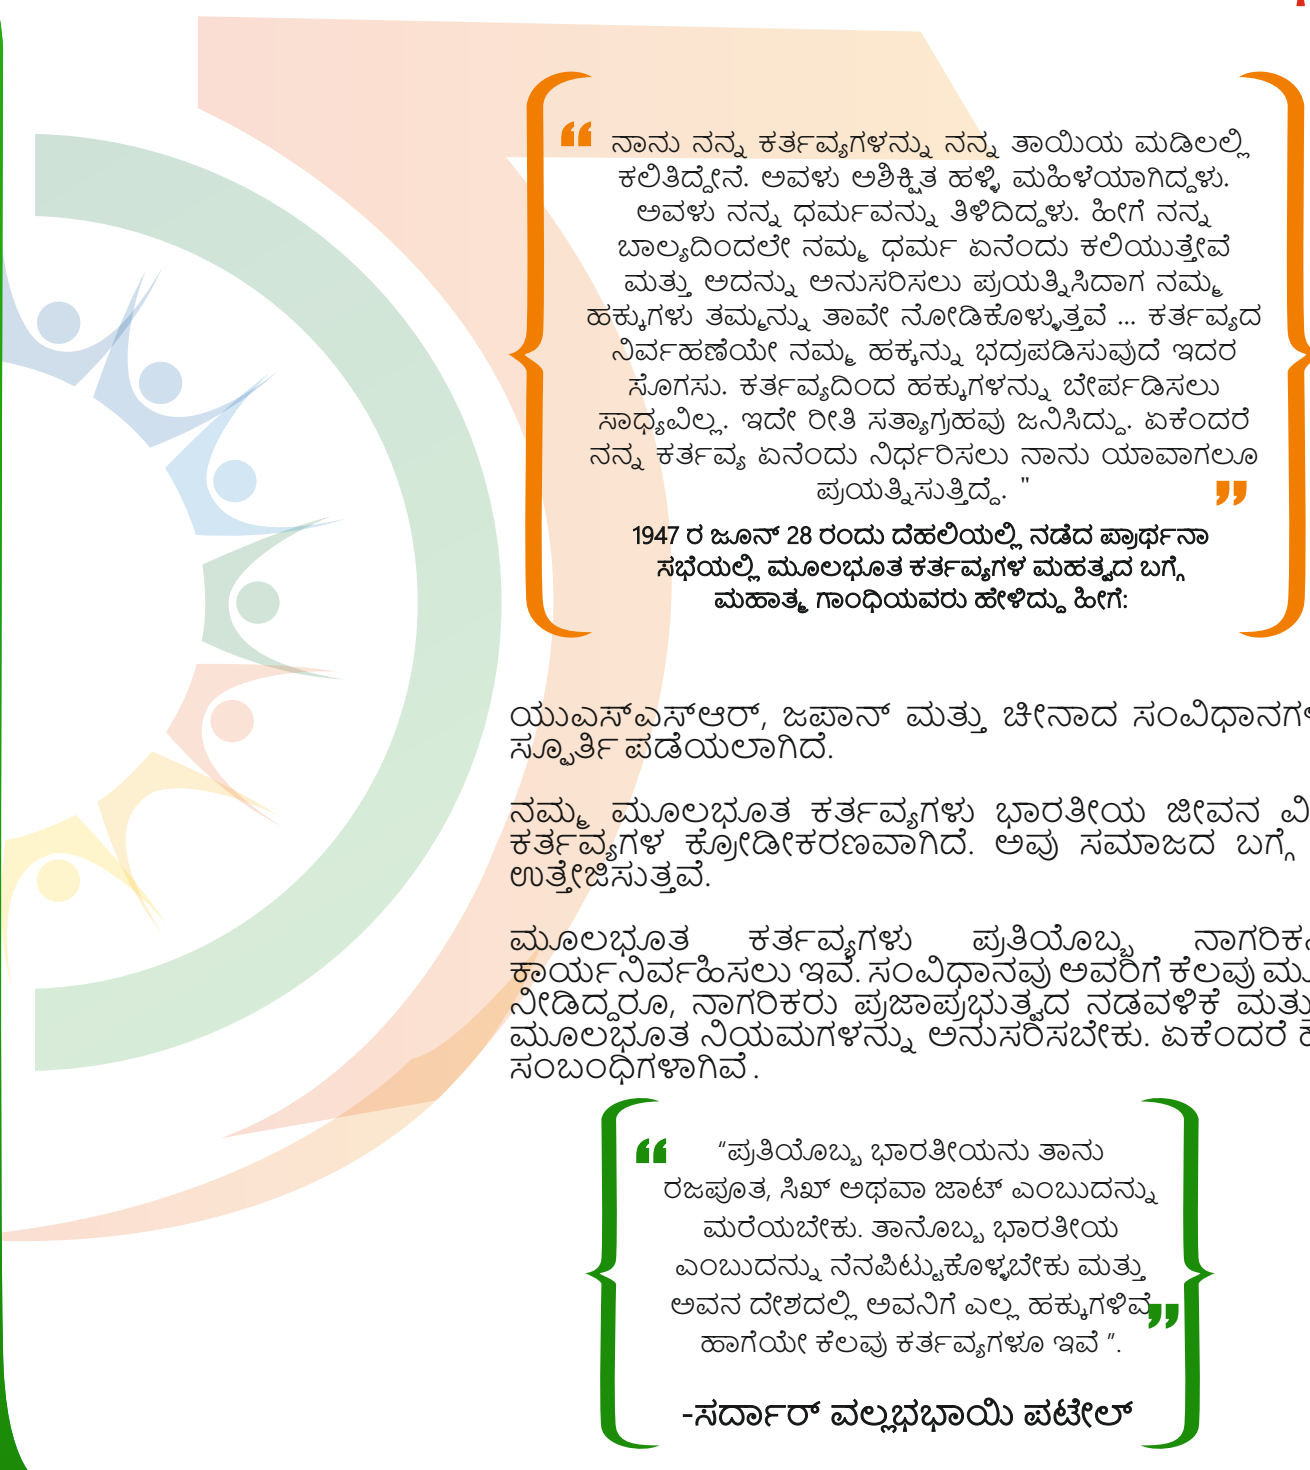 ❝ ನಾನು ನನ್ನ ಕರ್ತವ್ಯಗಳನ್ನು ನನ್ನ ತಾಯಿಯ ಮಡಿಲಲ್ಲಿ
ಕಲಿತಿದ್ದೇನೆ. ಅವಳು ಅಶಿಕ್ಷಿತ ಹಳ್ಳಿ ಮಹಿಳೆಯಾಗಿದ್ದಳು.
ಅವಳು ನನ್ನ ಧರ್ಮವನ್ನು ತಿಳಿದಿದ್ದಳು. ಹೀಗೆ ನನ್ನ
ಬಾಲ್ಯದಿಂದಲೇ ನಮ್ಮ ಧರ್ಮ ಏನೆಂದು ಕಲಿಯುತ್ತೇವೆ
ಮತ್ತು ಅದನ್ನು ಅನುಸರಿಸಲು ಪ್ರಯತ್ನಿಸಿದಾಗ ನಮ್ಮ
ಹಕ್ಕುಗಳು ತಮ್ಮನ್ನು ತಾವೇ ನೋಡಿಕೊಳ್ಳುತ್ತವೆ ... ಕರ್ತವ್ಯದ
ನಿರ್ವಹಣೆಯೇ ನಮ್ಮ ಹಕ್ಕನ್ನು ಭದ್ರಪಡಿಸುವುದೆ ಇದರ
ಸೊಗಸು. ಕರ್ತವ್ಯದಿಂದ ಹಕ್ಕುಗಳನ್ನು ಬೇರ್ಪಡಿಸಲು
ಸಾಧ್ಯವಿಲ್ಲ. ಇದೇ ರೀತಿ ಸತ್ಯಾಗ್ರಹವು ಜನಿಸಿದ್ದು. ಏಕೆಂದರೆ
ನನ್ನ ಕರ್ತವ್ಯ ಏನೆಂದು ನಿರ್ಧರಿಸಲು ನಾನು ಯಾವಾಗಲೂ
ಪ್ರಯತ್ನಿಸುತ್ತಿದ್ದೆ. " ❞
1947 ರ ಜೂನ್ 28 ರಂದು ದೆಹಲಿಯಲ್ಲಿ ನಡೆದ ಪ್ರಾರ್ಥನಾ
ಸಭೆಯಲ್ಲಿ ಮೂಲಭೂತ ಕರ್ತವ್ಯಗಳ ಮಹತ್ವದ ಬಗ್ಗೆ
ಮಹಾತ್ಮ ಗಾಂಧಿಯವರು ಹೇಳಿದ್ದು ಹೀಗೆ:
ಯುಎಸ್ಎಸ್ಆರ್, ಜಪಾನ್ ಮತ್ತು ಚೀನಾದ
ಸ್ಫೂರ್ತಿ ಪಡೆಯಲಾಗಿದೆ.
ನಮ್ಮ ಮೂಲಭೂತ ಕರ್ತವ್ಯಗಳು ಭಾರತೀಯ ಜೀವನ
ಕರ್ತವ್ಯಗಳ ಕ್ರೋಡೀಕರಣವಾಗಿದೆ. ಅವು ಸಮಾಜದ ಬಗ್ಗೆ
ಉತ್ತೇಜಿಸುತ್ತವೆ.
ಮೂಲಭೂತ ಕರ್ತವ್ಯಗಳು ಪ್ರತಿಯೊಬ್ಬ
ಕಾರ್ಯನಿರ್ವಹಿಸಲು ಇವೆ. ಸಂವಿಧಾನವು ಅವರಿಗೆ ಕೆಲವು
ನೀಡಿದ್ದರೂ, ನಾಗರಿಕರು ಪ್ರಜಾಪ್ರಭುತ್ವದ ನಡವಳಿಕೆ ಮತ್ತು
ಮೂಲಭೂತ ನಿಯಮಗಳನ್ನು ಅನುಸರಿಸಬೇಕು. ಏಕೆಂದರೆ
ಸಂಬಂಧಿಗಳಾಗಿವೆ .
❝ “ಪ್ರತಿಯೊಬ್ಬ ಭಾರತೀಯನು ತಾನು
ರಜಪೂತ, ಸಿಖ್ ಅಥವಾ ಜಾಟ್ ಎಂಬುದನ್ನು
ಮರೆಯಬೇಕು. ತಾನೊಬ್ಬ ಭಾರತೀಯ
ಎಂಬುದನ್ನು ನೆನಪಿಟ್ಟುಕೊಳ್ಳಬೇಕು ಮತ್ತು
ಅವನ ದೇಶದಲ್ಲಿ ಅವನಿಗೆ ಎಲ್ಲ ಹಕ್ಕುಗಳಿವೆ ❞
ಹಾಗೆಯೇ ಕೆಲವು ಕರ್ತವ್ಯಗಳೂ ಇವೆ ”.
-ಸರ್ದಾರ್ ವಲ್ಲಭಭಾಯಿ ಪಟೇಲ್